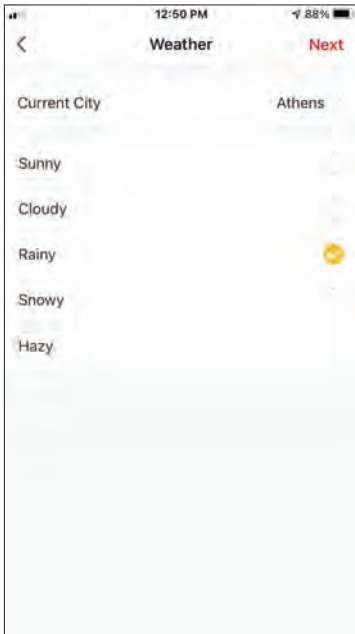 12:50 PM 88%
Weather Next
Current City Athens
Sunny
Cloudy
Rainy
Snowy
Hazy